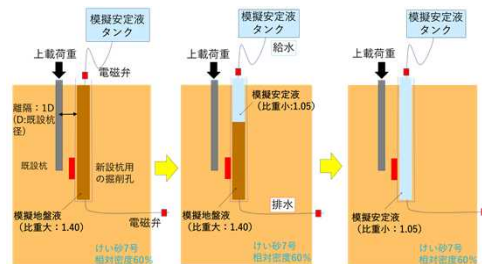 模擬安定液
タンク
上載荷重
電磁弁
離隔：1D
(D:既設杭
径)
既設杭
新設杭用
の掘削孔
模擬地盤液
（比重大：1.40）
電磁弁
けい砂7号
相対密度60%
模擬安定液
タンク
給水
上載荷重
模擬安定液
（比重小:1.05）
模擬地盤液
（比重大：1.40）
排水
けい砂7号
相対密度60%
模擬安定液
タンク
上載荷重
模擬安定液
（比重小：1.05）
けい砂7号
相対密度60%